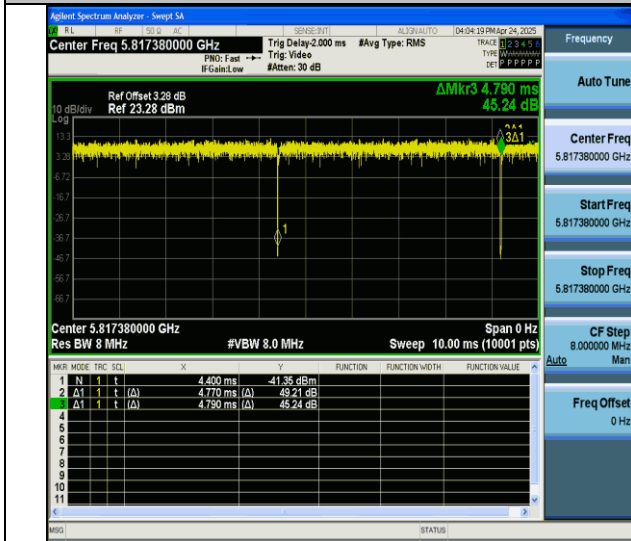 Agilent Spectrum Analyzer - Swept SA
RL RF 50 Ω AC SENSE:INT ALIGNAUTO 04:04:19 PM Apr 24, 2025
Center Freq 5.817380000 GHz Trig Delay-2.000 ms #Avg Type: RMS TRACE 1 2 3 4 5 6
PNO: Fast Trig: Video TYPE
IFGain:Low #Atten: 30 dB DET P P P P P P
Frequency
ΔMkr3 4.790 ms
45.24 dB
Ref Offset 3.28 dB
10 dB/div Ref 23.28 dBm
Log
13.3
3.28
-6.72
-16.7
-26.7
-36.7
-46.7
-56.7
-66.7
3Δ1
1
Center 5.817380000 GHz Span 0 Hz
Res BW 8 MHz #VBW 8.0 MHz Sweep 10.00 ms (10001 pts)
MKR MODE TRC SCL X Y FUNCTION FUNCTION WIDTH FUNCTION VALUE
1 N 1 t 4.400 ms -41.35 dBm
2 Δ1 1 t (Δ) 4.770 ms (Δ) 49.21 dB
3 Δ1 1 t (Δ) 4.790 ms (Δ) 45.24 dB
4
5
6
7
8
9
10
11
MSG STATUS
Auto Tune
Center Freq
5.817380000 GHz
Start Freq
5.817380000 GHz
Stop Freq
5.817380000 GHz
CF Step
8.000000 MHz
Auto Man
Freq Offset
0 Hz